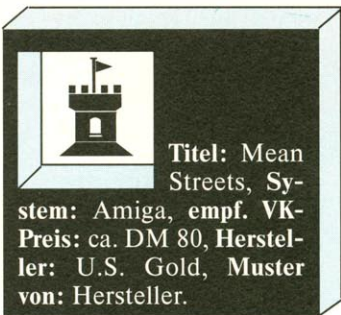 Titel: Mean
Streets, Sy-
stem: Amiga, empf. VK-
Preis: ca. DM 80, Herstel-
ler: U.S. Gold, Muster
von: Hersteller.